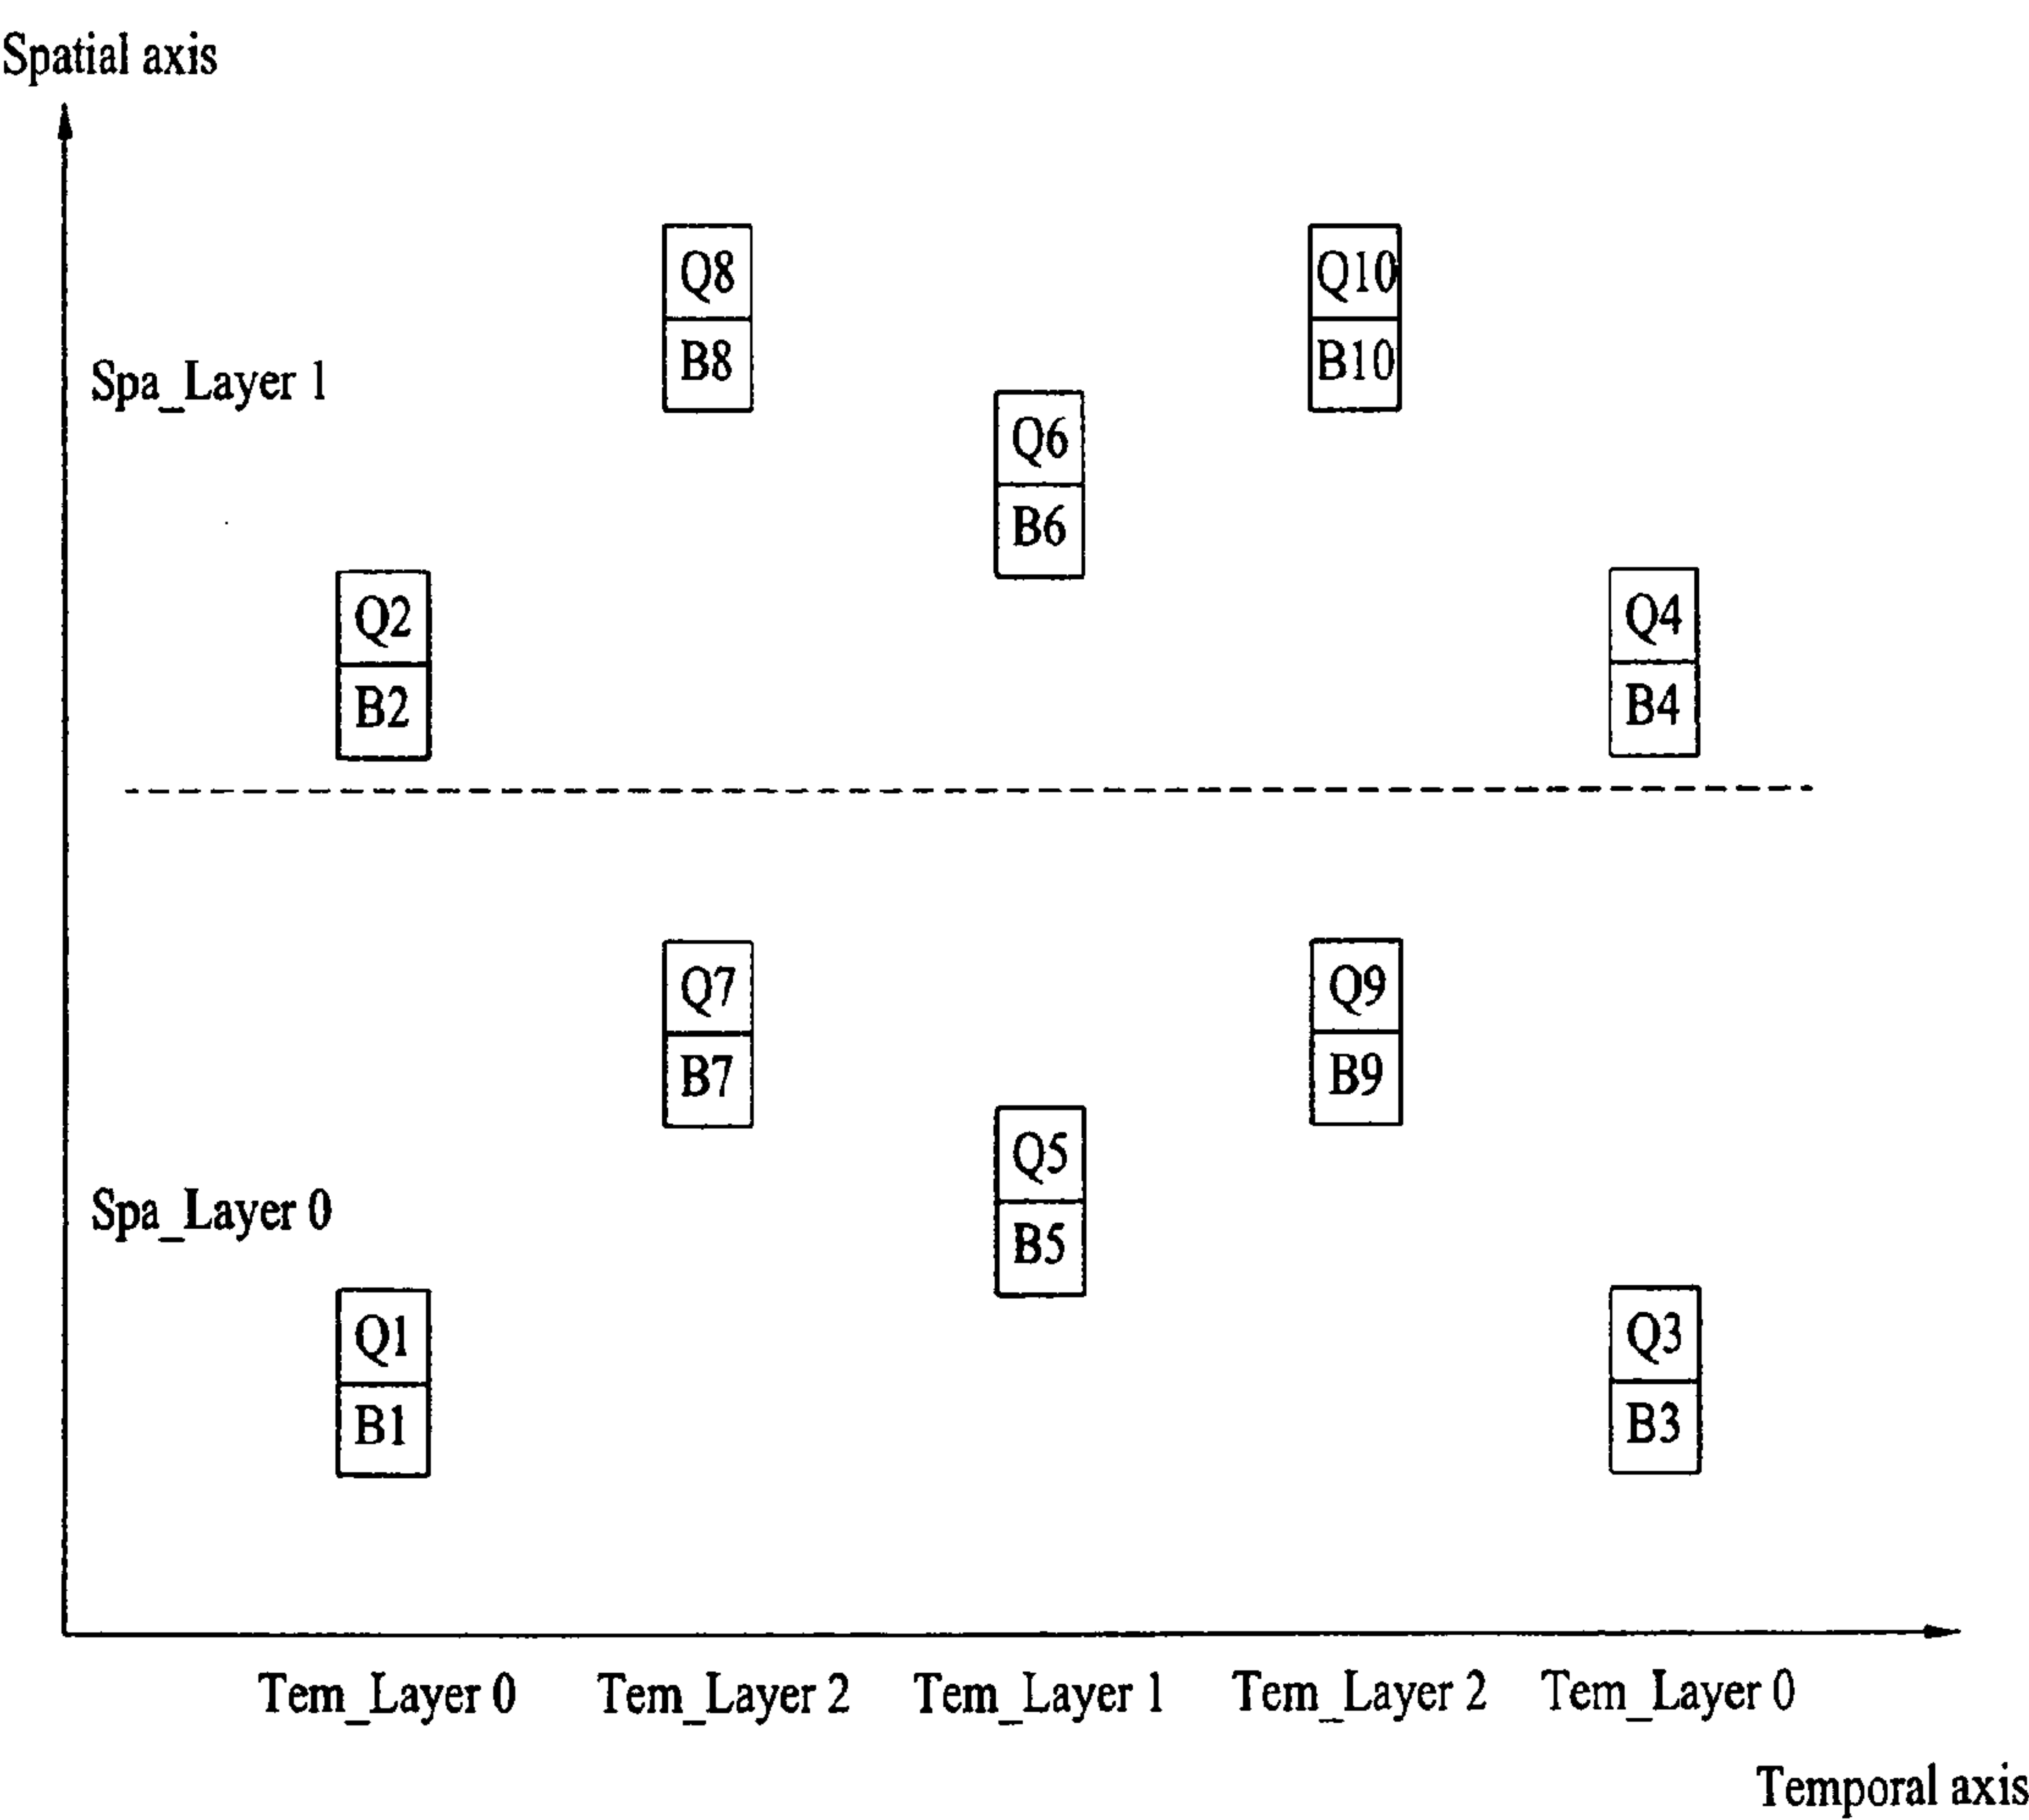 Spatial axis
Q8
Q10
B8
B10
Spa_Layer 1
Q6
B6
Q2
Q4
B2
B4
Q7
Q9
B7
B9
Q5
Spa_Layer 0
B5
Q1
Q3
B1
B3
Tem_Layer 0 Tem_Layer 2 Tem_Layer 1 Tem_Layer 2 Tem_Layer 0
Temporal axis